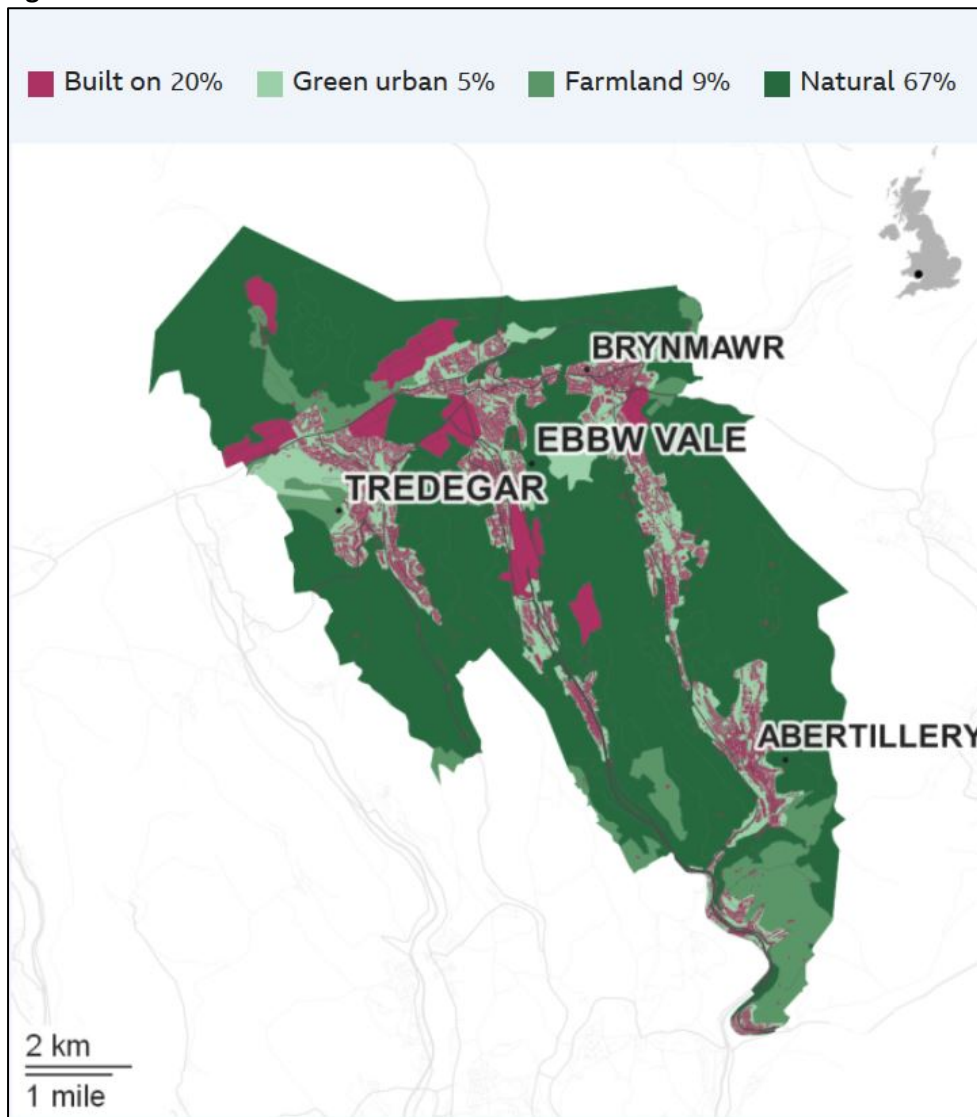 Built on 20% Green urban 5% Farmland 9% Natural 67%
BRYNMAWR
EBBW VALE
TREDEGAR
ABERTILLERY
2 km
1 mile